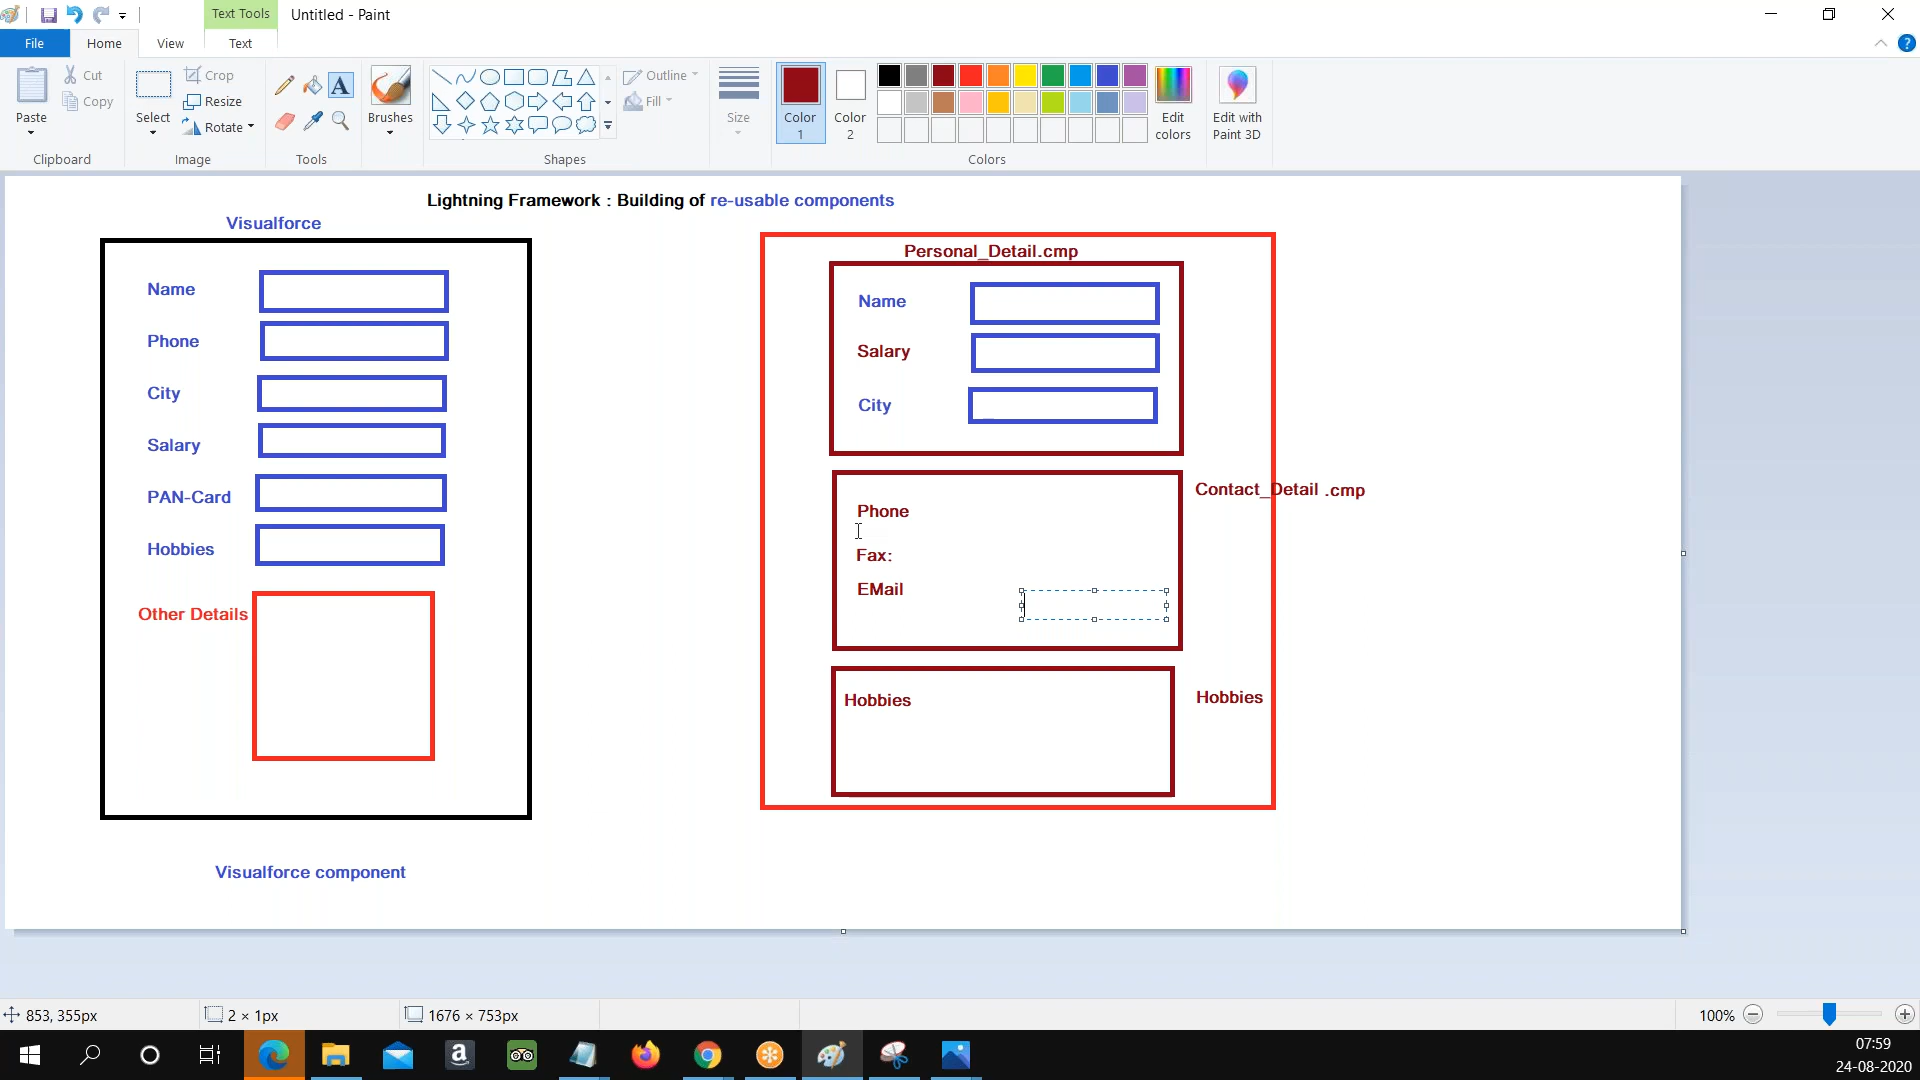 Text Tools
Untitled - Paint
File
Home
View
Text
Paste
Cut
Copy
Clipboard
Select
Crop
Resize
Rotate
Image
Tools
Brushes
Shapes
Outline
Fill
Size
Color
1
Color
2
Colors
Edit
colors
Edit with
Paint 3D
Lightning Framework : Building of re-usable components
Visualforce
Name
Phone
City
Salary
PAN-Card
Hobbies
Other Details
Visualforce component
Personal_Detail.cmp
Name
Salary
City
Contact_Detail .cmp
Phone
Fax:
EMail
Hobbies
Hobbies
853, 355px
2 × 1px
1676 × 753px
100%
07:59
24-08-2020